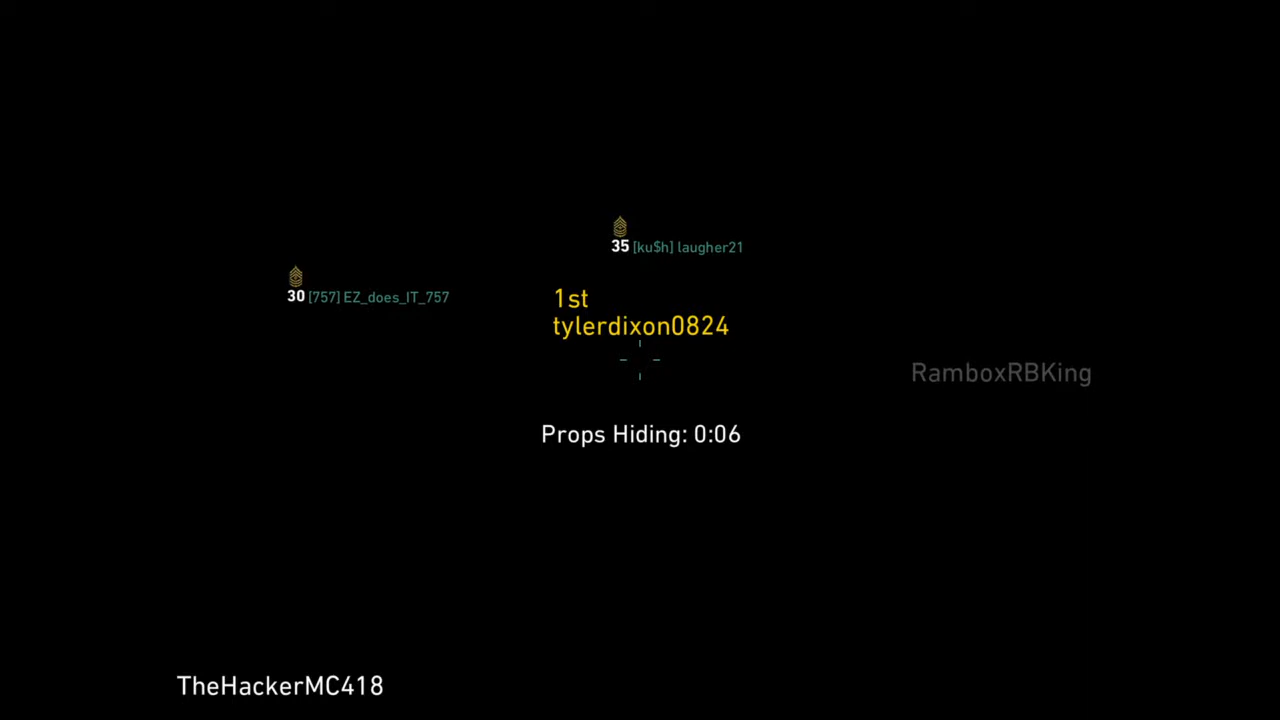 35 [ku$h] laugher21
30 [757] EZ_does_IT_757
1st
tylerdixon0824
RamboxRBKing
Props Hiding: 0:06
TheHackerMC418